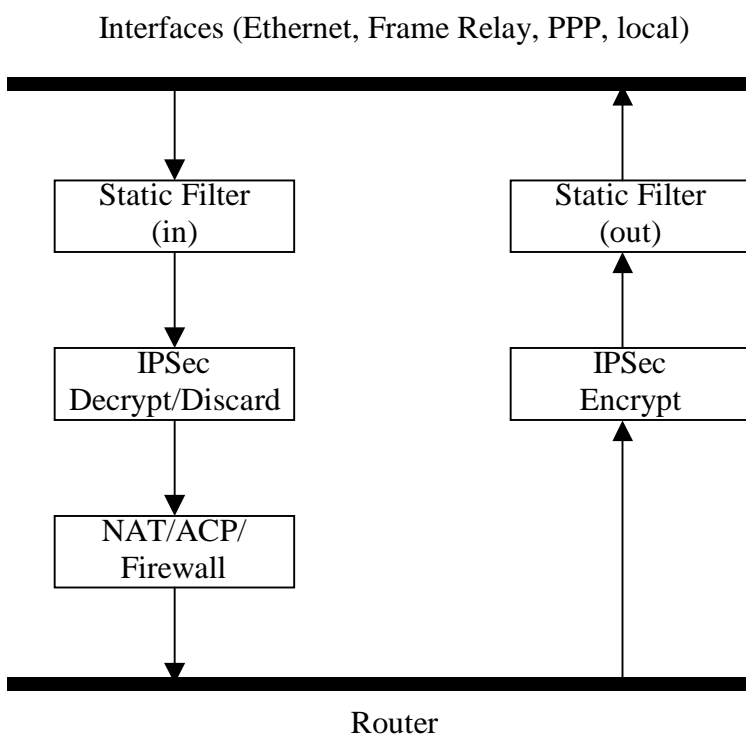 Interfaces (Ethernet, Frame Relay, PPP, local)
Static Filter
(in)
Static Filter
(out)
IPSec
Decrypt/Discard
IPSec
Encrypt
NAT/ACP/
Firewall
Router